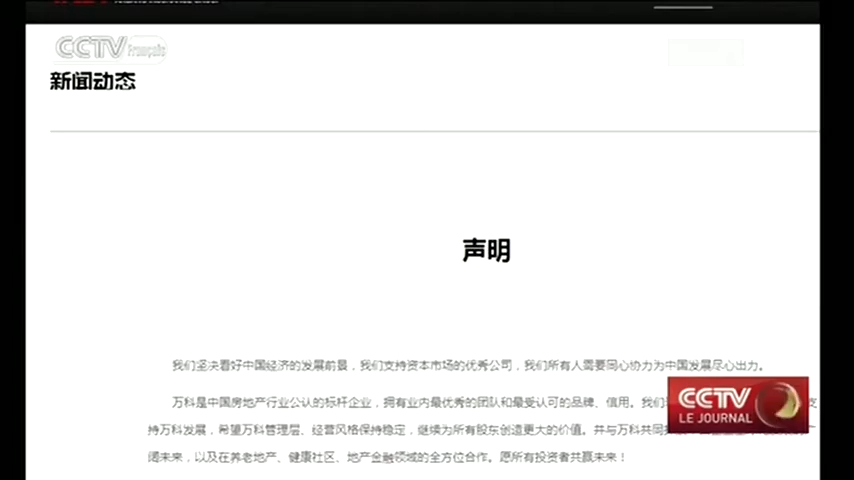 CCTV Français
新闻动态
声明
我们坚决看好中国经济的发展前景，我们支持资本市场的优秀公司，我们所有人需要同心协力为中国发展尽心出力。
万科是中国房地产行业公认的标杆企业，拥有业内最优秀的团队和最受认可的品牌、信用。我们 支
持万科发展，希望万科管理层、经营风格保持稳定，继续为所有股东创造更大的价值。并与万科共同
阔未来，以及在养老地产、健康社区、地产金融领域的全方位合作。愿所有投资者共赢未来！
CCTV
LE JOURNAL